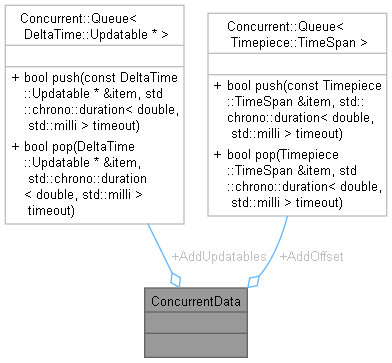 Concurrent::Queue<
DeltaTime::Updatable * >
+ bool push(const DeltaTime
::Updatable * &item, std
::chrono::duration< double,
std::milli > timeout)
+ bool pop(DeltaTime
::Updatable * &item,
std::chrono::duration
< double, std::milli >
timeout)
Concurrent::Queue<
Timepiece::TimeSpan >
+ bool push(const Timepiece
::TimeSpan &item, std::
chrono::duration< double,
std::milli > timeout)
+ bool pop(Timepiece
::TimeSpan &item, std
::chrono::duration< double,
std::milli > timeout)
+AddUpdatables
+AddOffset
ConcurrentData